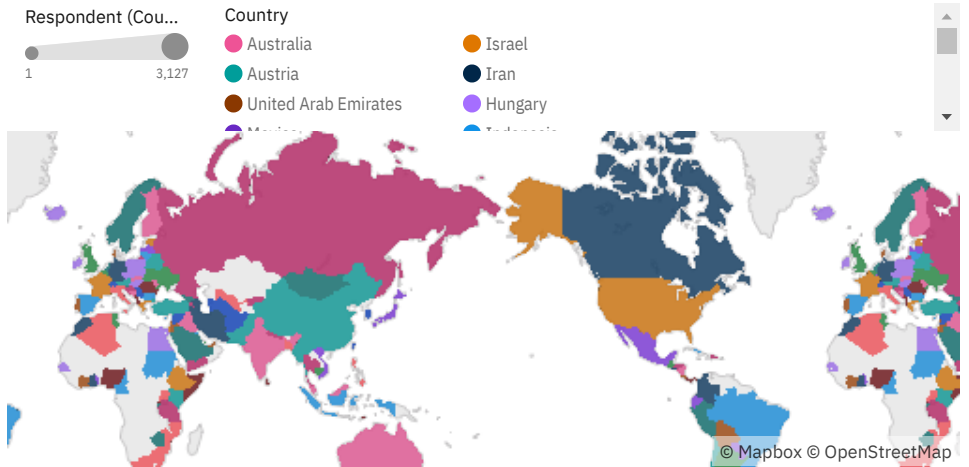 Respondent (Cou...
1
3,127
Country
Australia
Israel
Austria
Iran
United Arab Emirates
Hungary
© Mapbox © OpenStreetMap